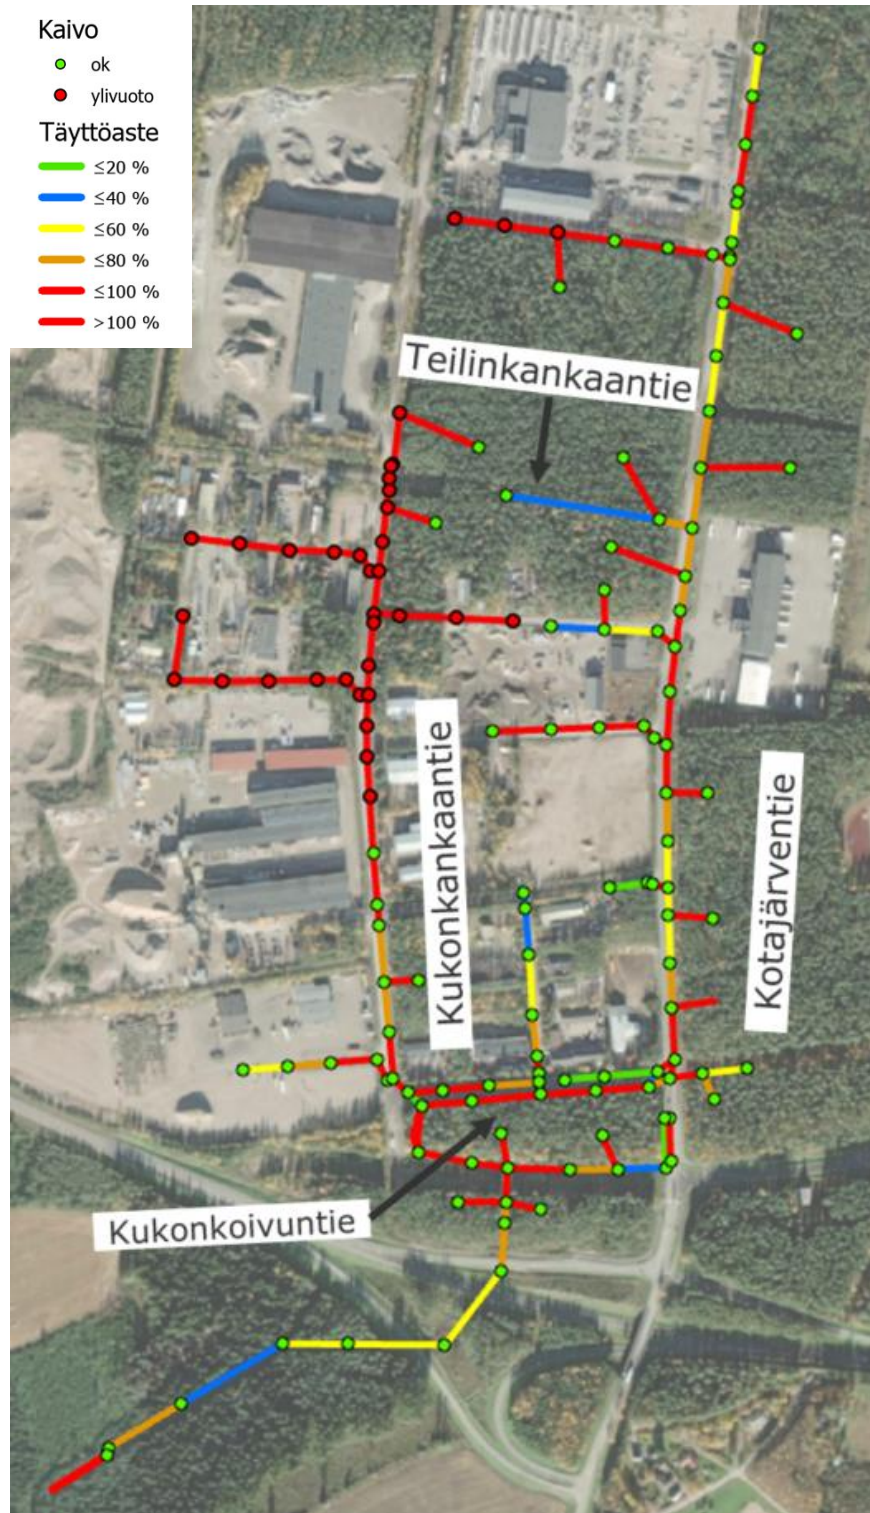 Kaivo
ok
ylivuoto
Täyttöaste
≤20 %
≤40 %
≤60 %
≤80 %
≤100 %
>100 %
Teilinkankaantie
Kukonkankaantie
Kotajärventie
Kukonkoivuntie